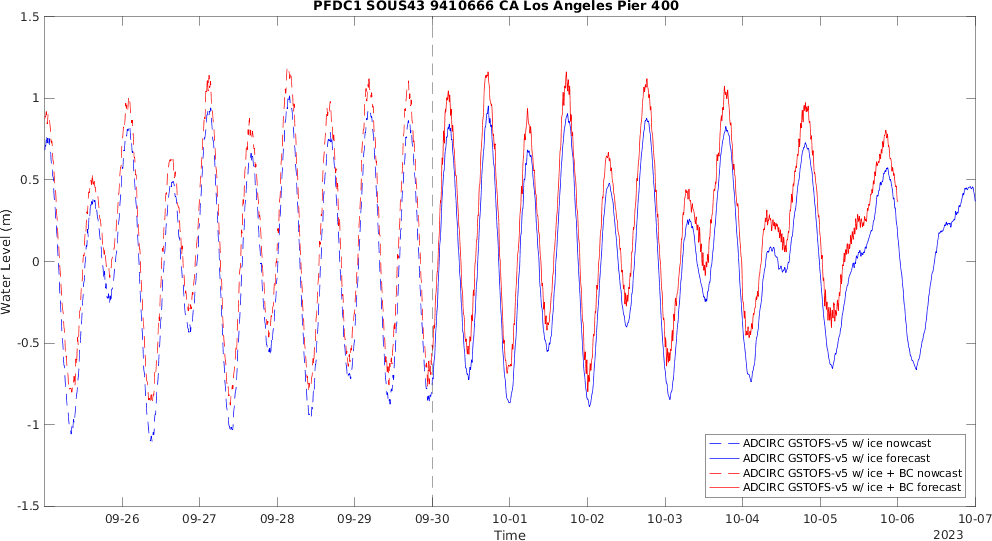 PFDC1 SOUS43 9410666 CA Los Angeles Pier 400
1.5
1
0.5
0
-0.5
-1
-1.5
Water Level (m)
ADCIRC GSTOFS-v5 w/ ice nowcast
ADCIRC GSTOFS-v5 w/ ice forecast
ADCIRC GSTOFS-v5 w/ ice + BC nowcast
ADCIRC GSTOFS-v5 w/ ice + BC forecast
09-26 09-27 09-28 09-29 09-30 10-01 10-02 10-03 10-04 10-05 10-06 10-07
Time
2023